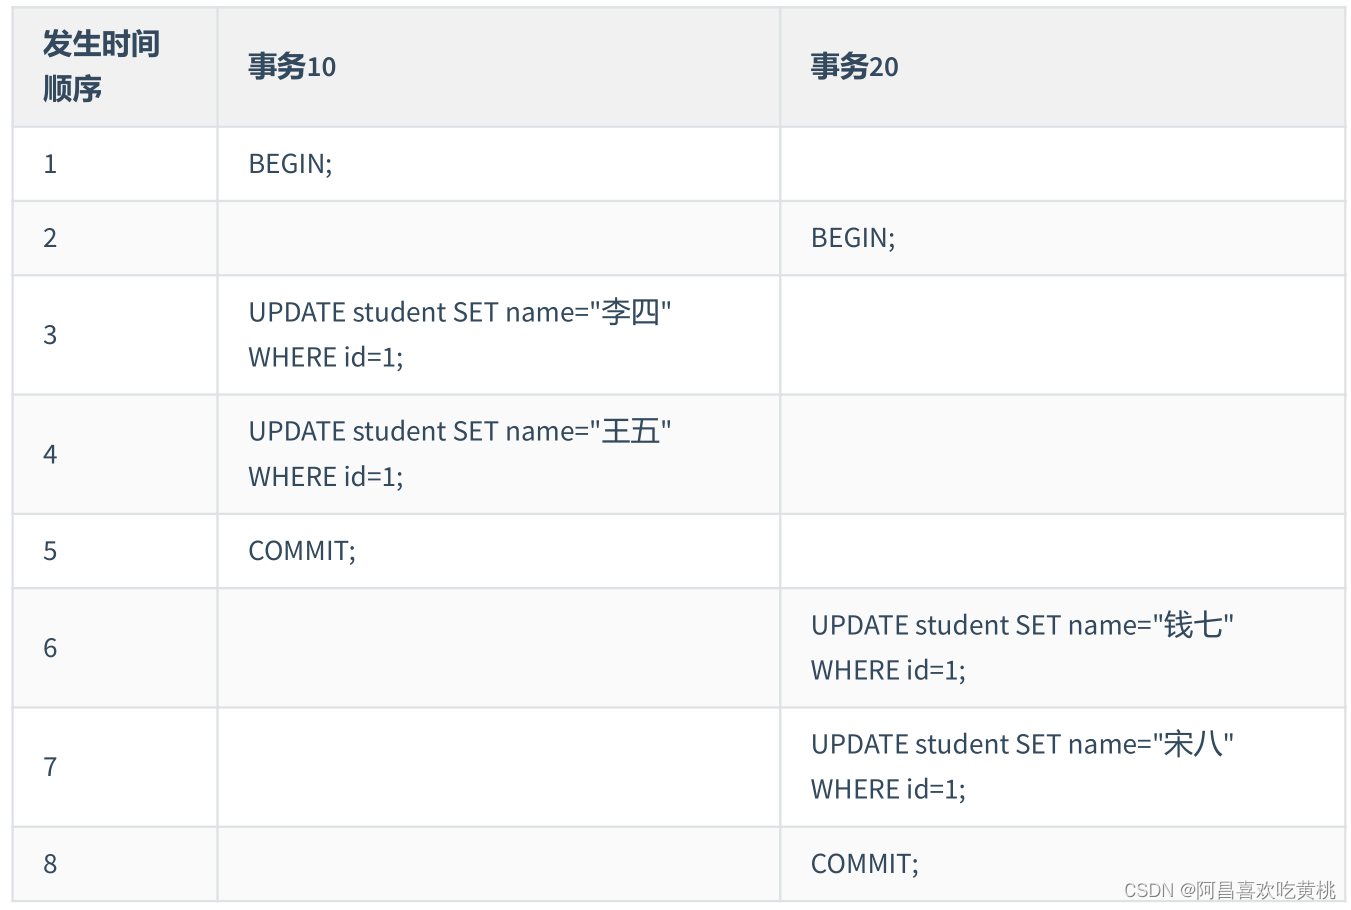 发生时间
顺序
事务10
事务20
1
BEGIN;
2
BEGIN;
3
UPDATE student SET name="李四"
WHERE id=1;
4
UPDATE student SET name="王五"
WHERE id=1;
5
COMMIT;
6
UPDATE student SET name="钱七"
WHERE id=1;
7
UPDATE student SET name="宋八"
WHERE id=1;
8
COMMIT;
CSDN @阿昌喜欢吃黄桃